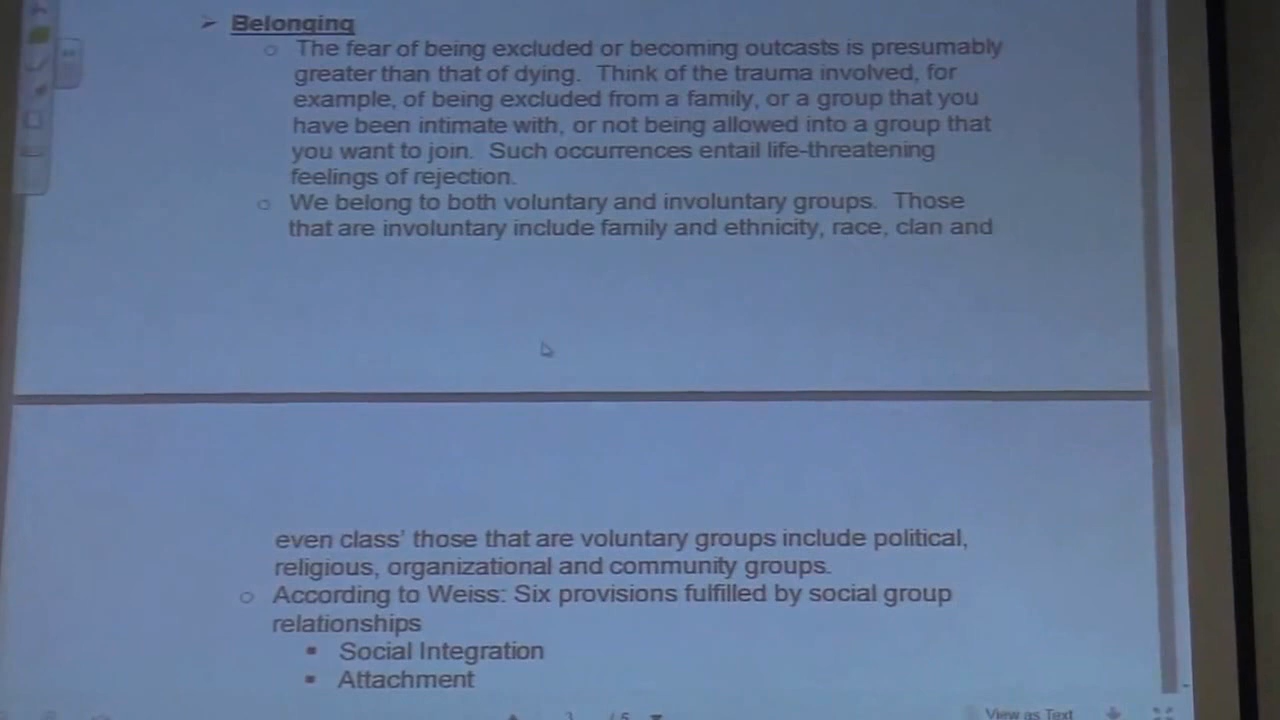 ➢ Belonging
○ The fear of being excluded or becoming outcasts is presumably
greater than that of dying. Think of the trauma involved, for
example, of being excluded from a family, or a group that you
have been intimate with, or not being allowed into a group that
you want to join. Such occurrences entail life-threatening
feelings of rejection.
○ We belong to both voluntary and involuntary groups. Those
that are involuntary include family and ethnicity, race, clan and
even class' those that are voluntary groups include political,
religious, organizational and community groups.
○ According to Weiss: Six provisions fulfilled by social group
relationships
▪ Social Integration
▪ Attachment
3 / 5 View as Text